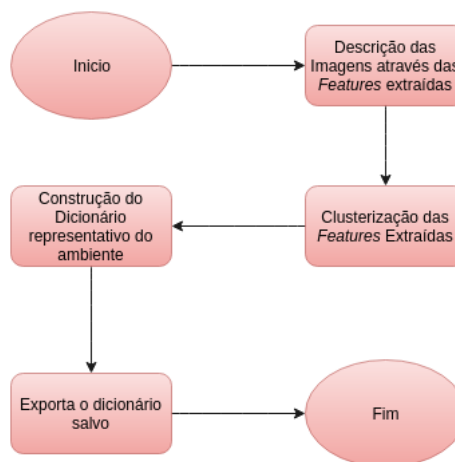 Inicio
Descrição das
Imagens através das
Features extraídas
Clusterização das
Features Extraídas
Construção do
Dicionário
representativo do
ambiente
Exporta o dicionário
salvo
Fim